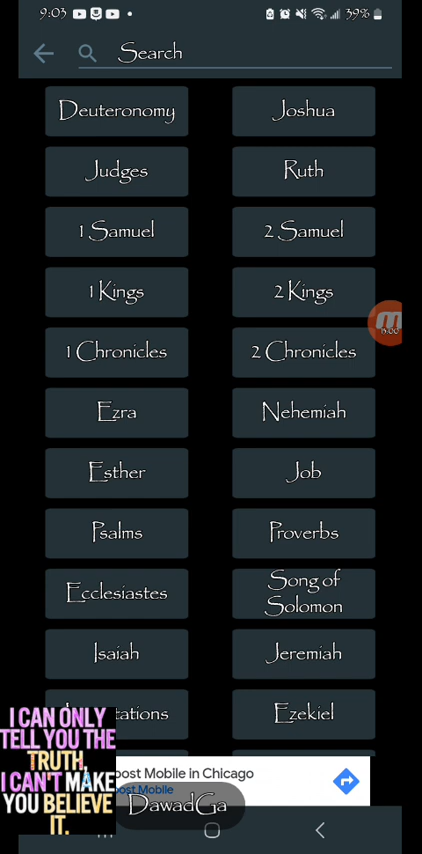 9:03
39%
Search
Deuteronomy
Joshua
Judges
Ruth
1 Samuel
2 Samuel
1 Kings
2 Kings
1 Chronicles
2 Chronicles
15:00
Ezra
Nehemiah
Esther
Job
Psalms
Proverbs
Ecclesiastes
Song of
Solomon
Isaiah
Jeremiah
Ezekiel
I CAN ONLY
TELL YOU THE
TRUTH,
I CAN'T MAKE
YOU BELIEVE
IT.
Mobile in Chicago
Mobile
DawadGa